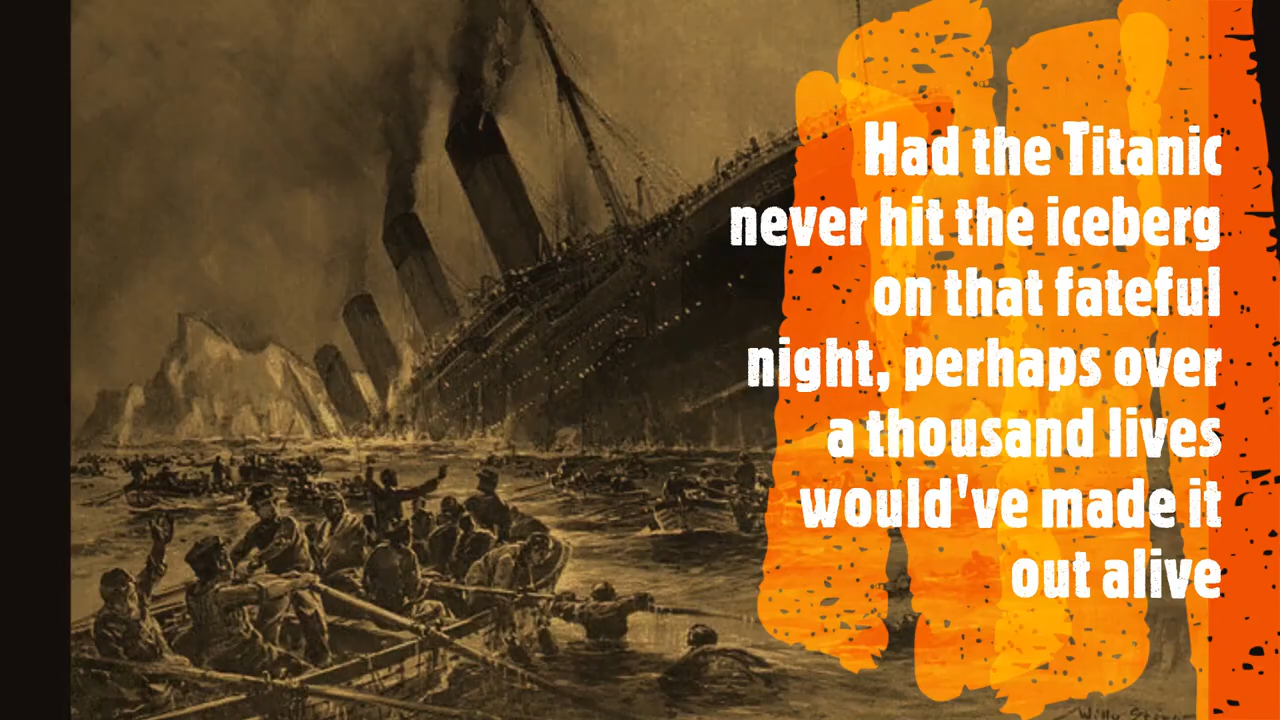 Had the Titanic
never hit the iceberg
on that fateful
night, perhaps over
a thousand lives
would've made it
out alive
Willy